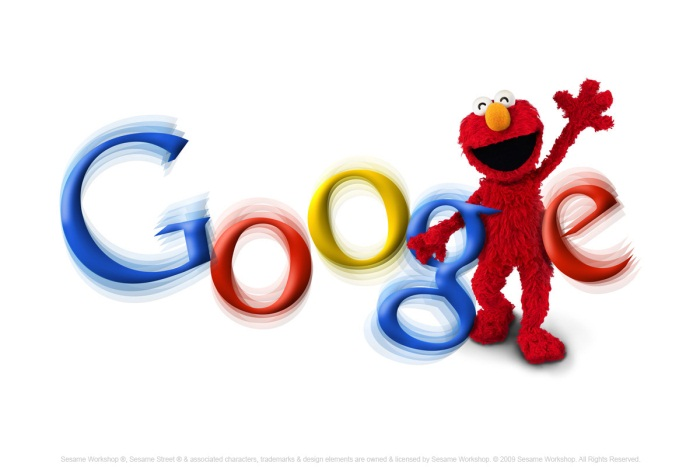 Google
Sesame Workshop ®, Sesame Street ® & associated characters, trademarks & design elements are owned & licensed by Sesame Workshop. © 2009 Sesame Workshop. All Rights Reserved.